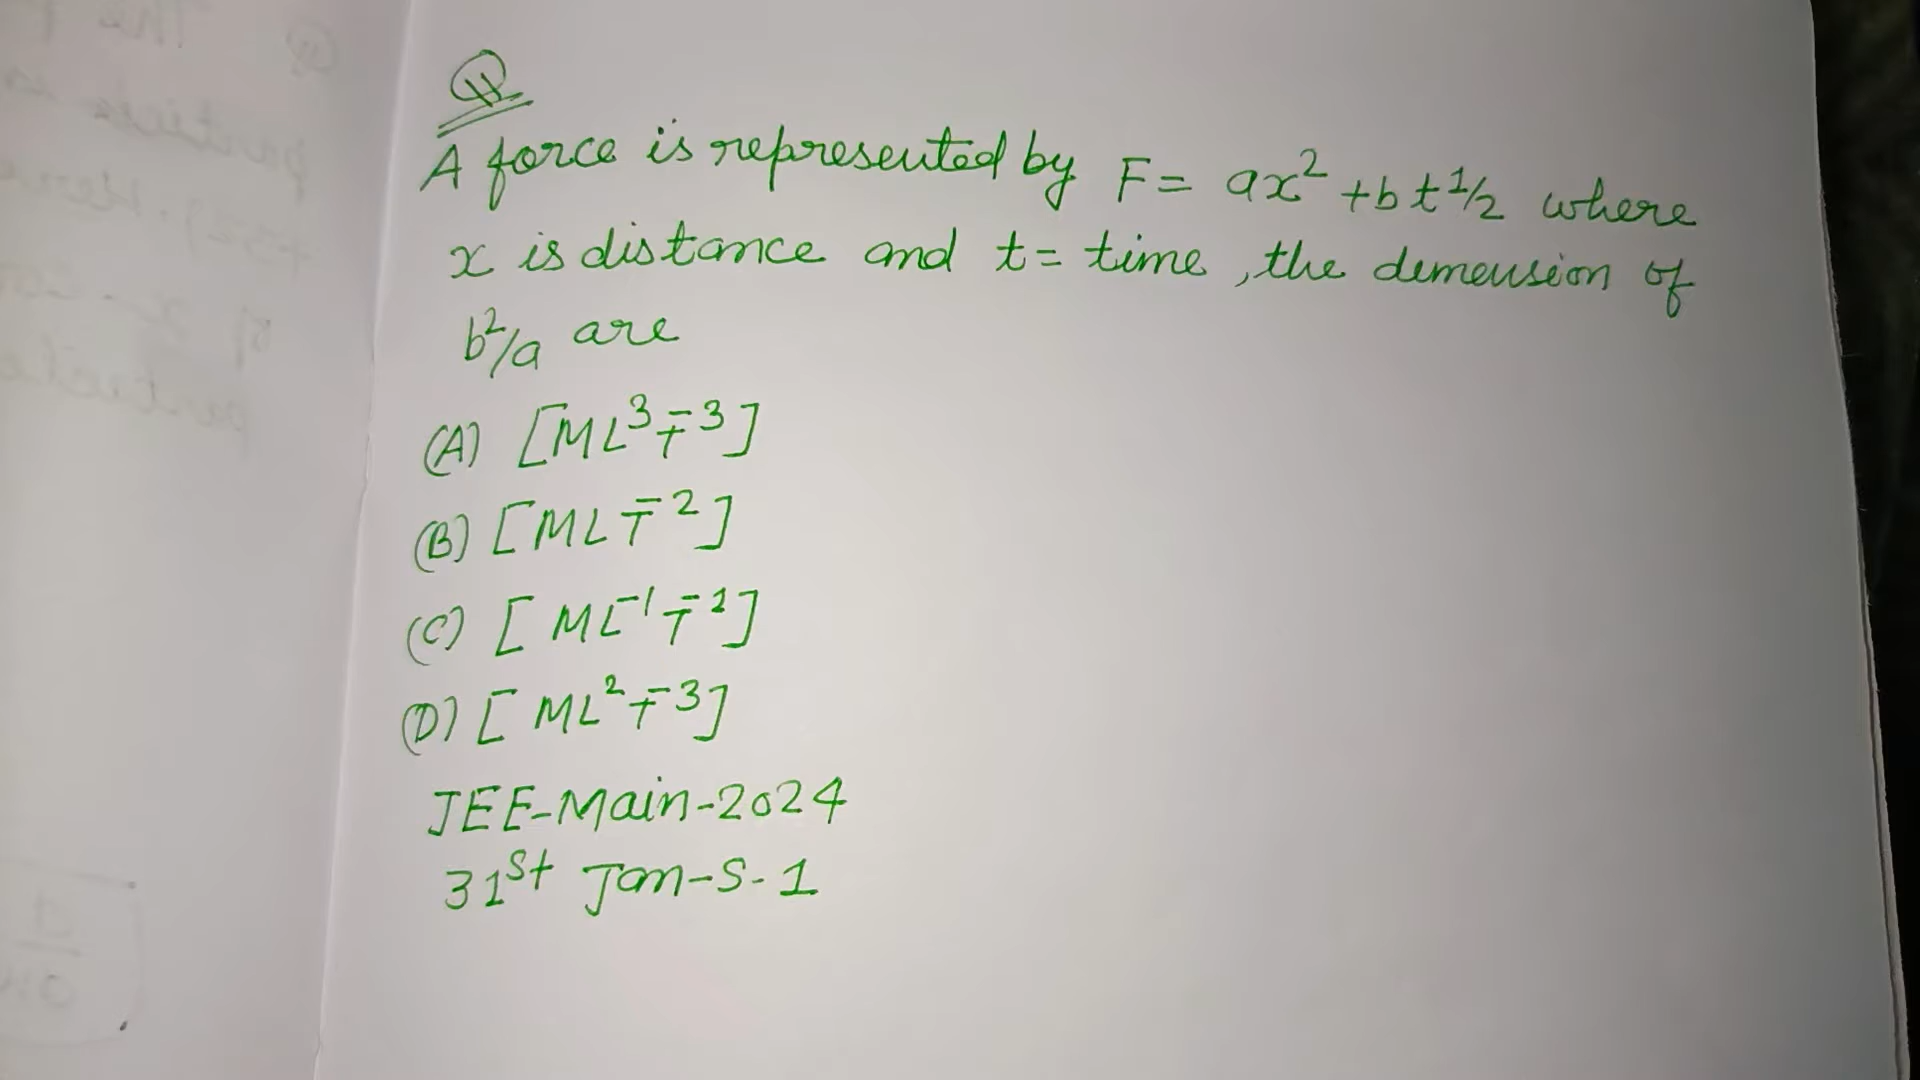 Q
A force is represented by F = ax² + bt^1/2 where
x is distance and t = time, the demension of
b²/a are
(A) [ML³T̄³]
(B) [MLT̄²]
(C) [ML⁻¹T̄¹]
(D) [ML²T̄³]
JEE-Main-2024
31st Jan-S-1